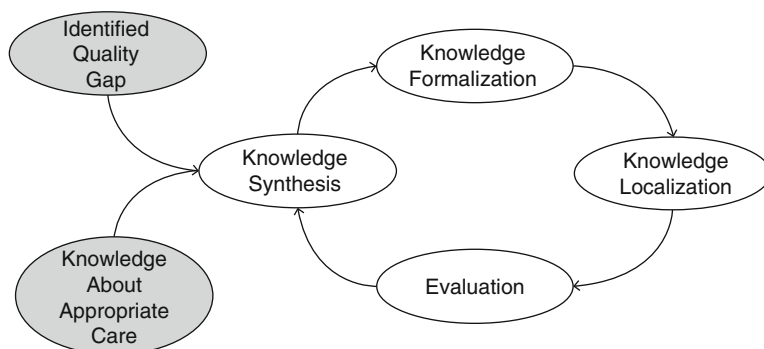 Identified
Quality
Gap
Knowledge
Formalization
Knowledge
Synthesis
Knowledge
Localization
Knowledge
About
Appropriate
Care
Evaluation